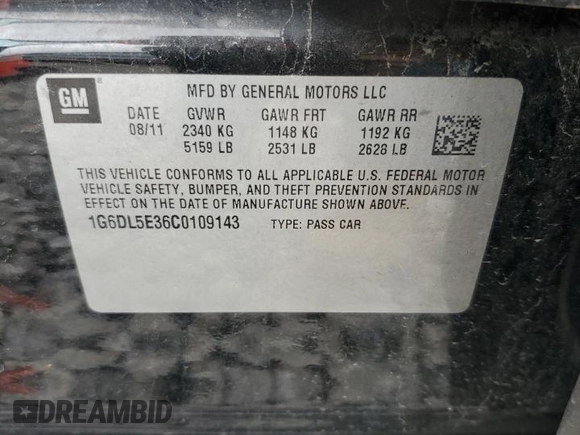 GM ®
MFD BY GENERAL MOTORS LLC
DATE GVWR GAWR FRT GAWR RR
08/11 2340 KG 1148 KG 1192 KG
5159 LB 2531 LB 2628 LB
THIS VEHICLE CONFORMS TO ALL APPLICABLE U.S. FEDERAL MOTOR
VEHICLE SAFETY, BUMPER, AND THEFT PREVENTION STANDARDS IN
EFFECT ON THE DATE OF MANUFACTURE SHOWN ABOVE.
1G6DL5E36C0109143 TYPE: PASS CAR
DREAMBID